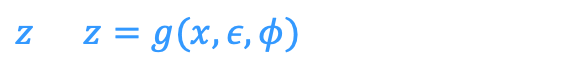 z z = g(x, ϵ, ϕ)